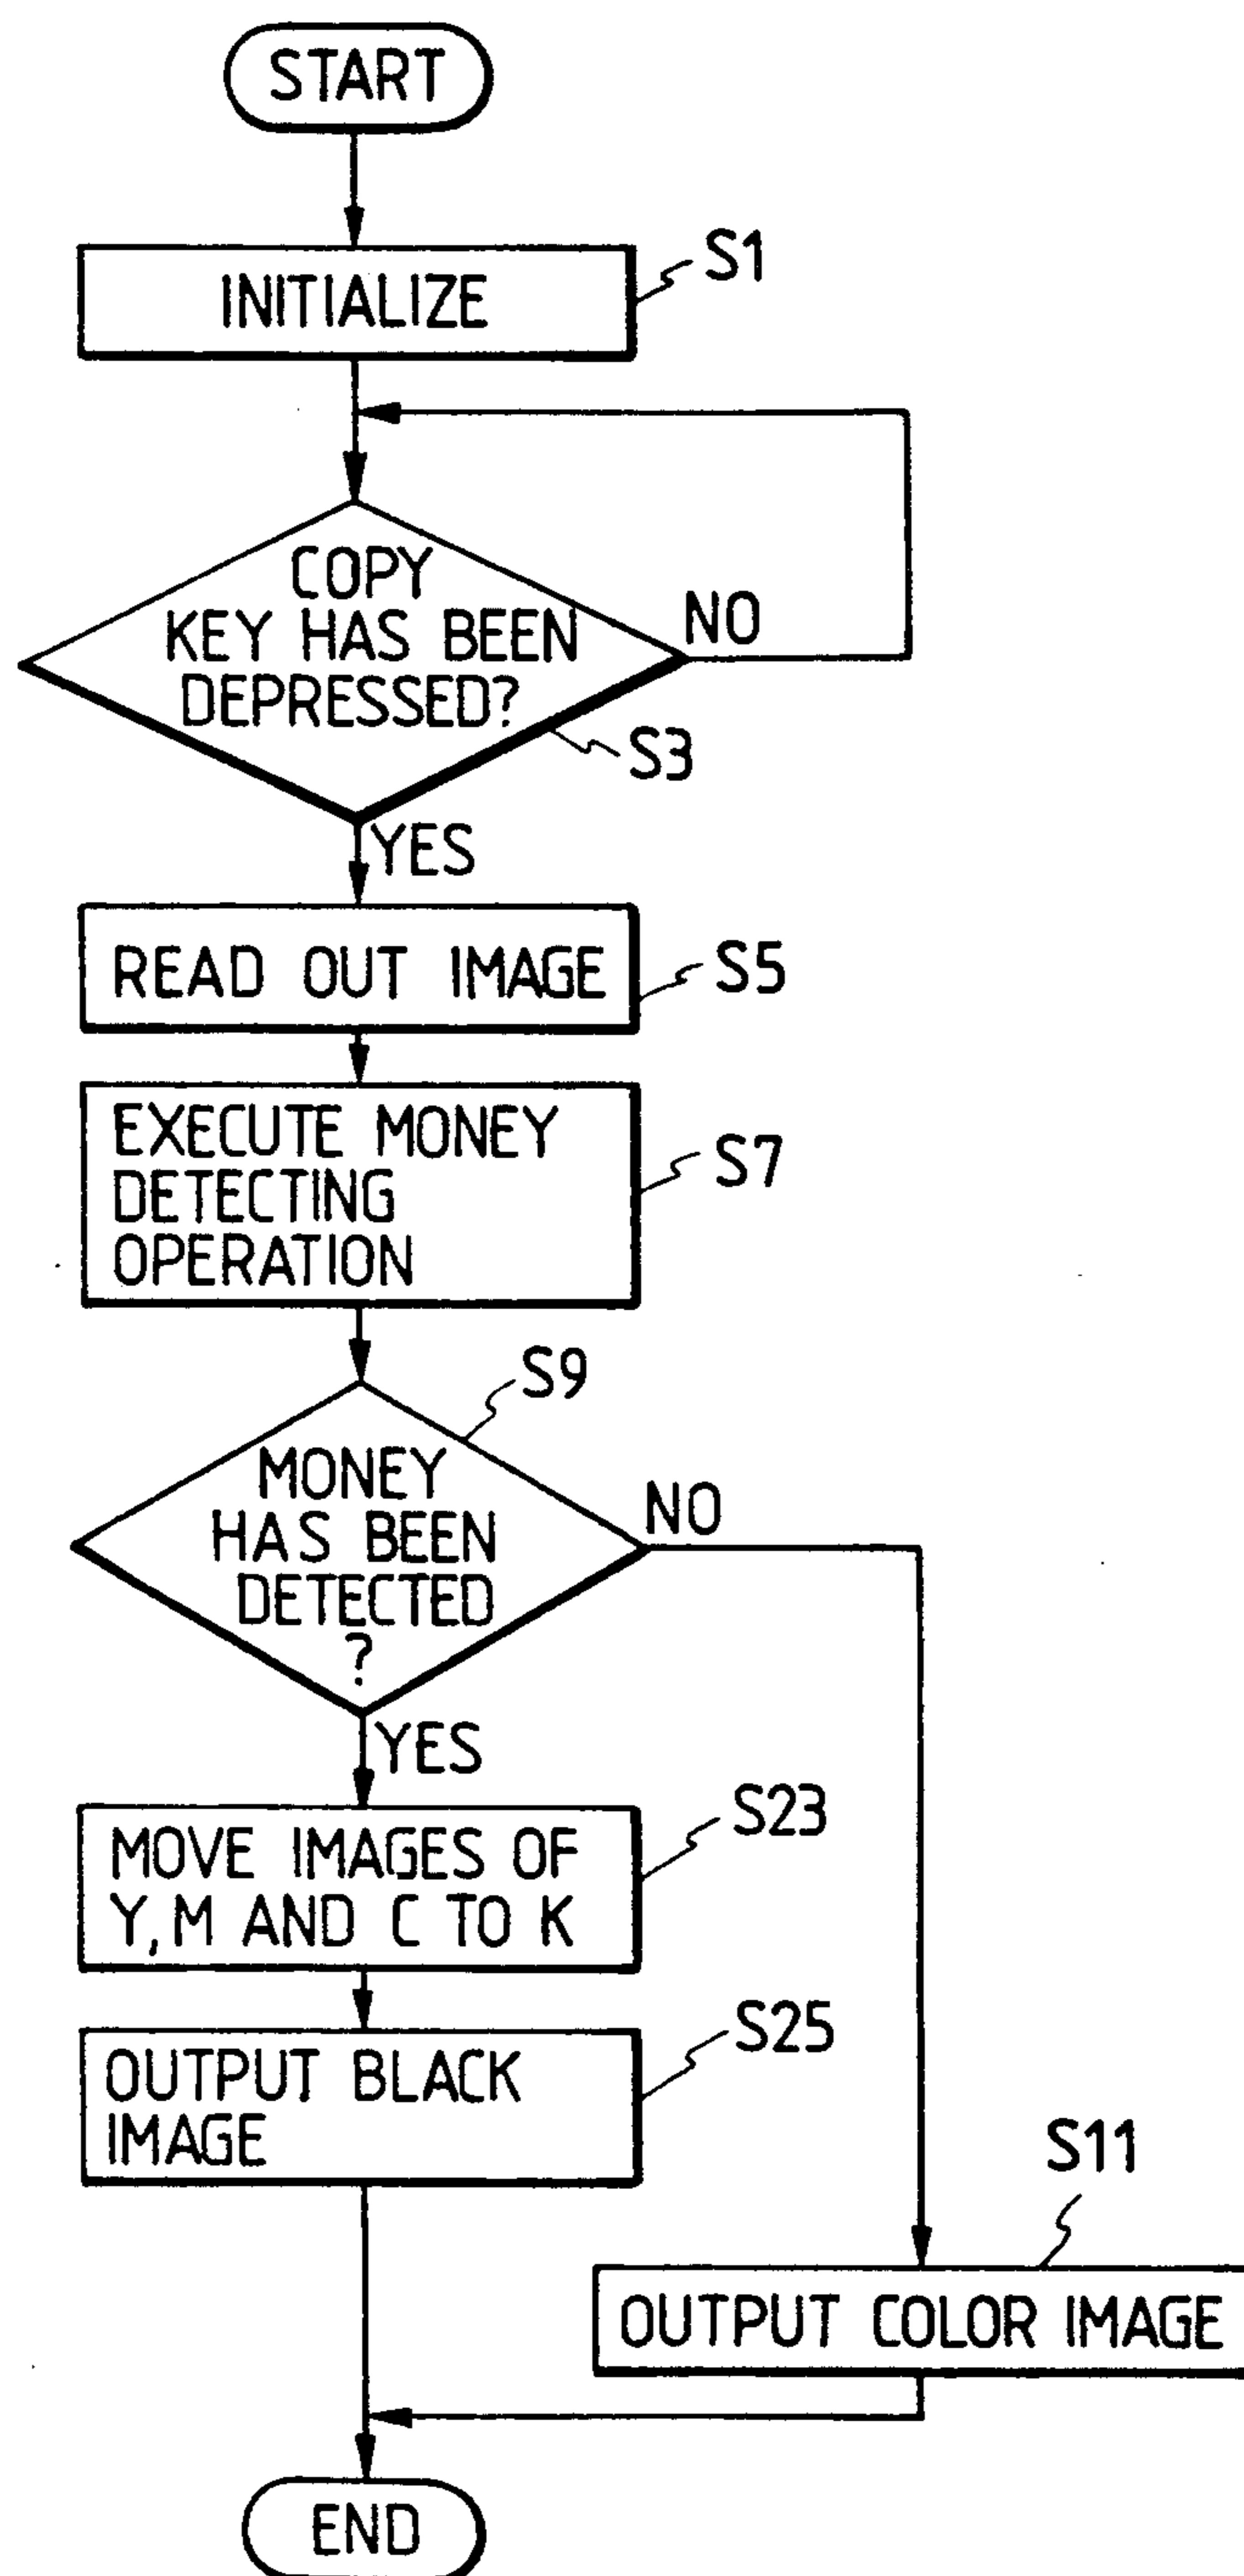 START
INITIALIZE
S1
COPY
KEY HAS BEEN
DEPRESSED?
NO
S3
YES
READ OUT IMAGE
S5
EXECUTE MONEY
DETECTING
OPERATION
S7
S9
MONEY
HAS BEEN
DETECTED
?
NO
YES
MOVE IMAGES OF
Y, M AND C TO K
S23
OUTPUT BLACK
IMAGE
S25
S11
OUTPUT COLOR IMAGE
END